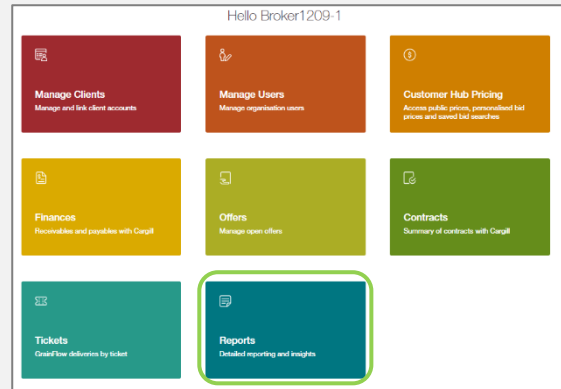 Hello Broker1209-1
Manage Clients
Manage and link client accounts
Manage Users
Manage organisation users
Customer Hub Pricing
Access public prices, personalised bid
prices and saved bid searches
Finances
Receivables and payables with Cargill
Offers
Manage open offers
Contracts
Summary of contracts with Cargill
Tickets
GrainFlow deliveries by ticket
Reports
Detailed reporting and insights